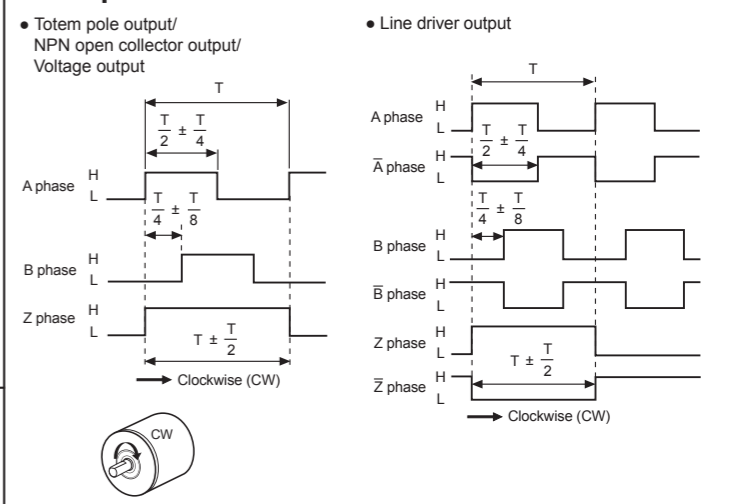 ● Totem pole output/
NPN open collector output/
Voltage output
T
T/2 ± T/4
A phase H
L
T/4 ± T/8
B phase H
L
Z phase H
L
T ± T/2
Clockwise (CW)
CW
● Line driver output
T
A phase H
L
T/2 ± T/4
A̅ phase H
L
T/4 ± T/8
B phase H
L
B̅ phase H
L
Z phase H
L
T ± T/2
Z̅ phase H
L
Clockwise (CW)